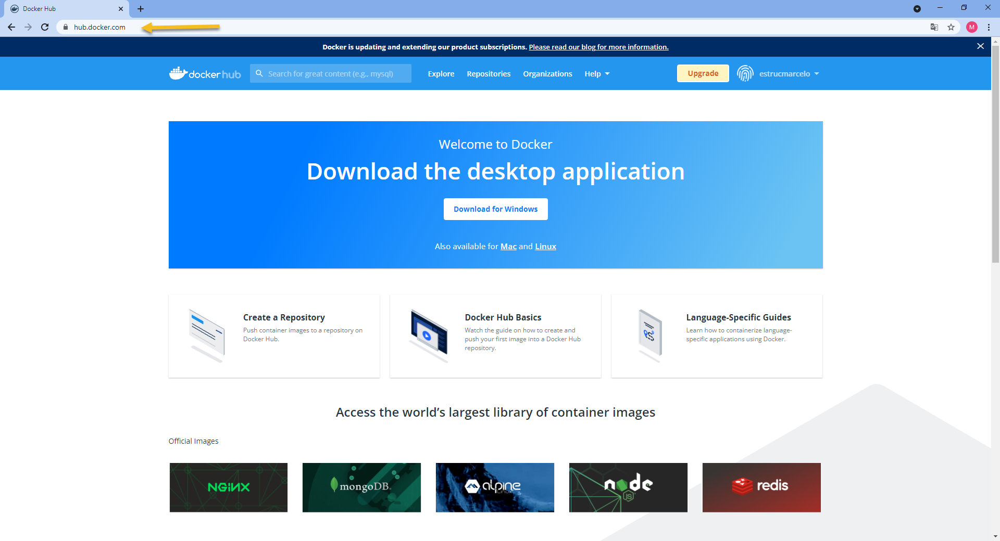 Docker Hub
hub.docker.com
M
Docker is updating and extending our product subscriptions. Please read our blog for more information.
docker hub
Search for great content (e.g., mysql)
Explore
Repositories
Organizations
Help
Upgrade
estrucmarcelo
Welcome to Docker
Download the desktop application
Download for Windows
Also available for Mac and Linux
Create a Repository
Push container images to a repository on
Docker Hub.
Docker Hub Basics
Watch the guide on how to create and
push your first image into a Docker Hub
repository.
Language-Specific Guides
Learn how to containerize language-
specific applications using Docker.
Access the world’s largest library of container images
Official Images
NGINX
mongoDB.
alpine
Linux
node
JS
redis